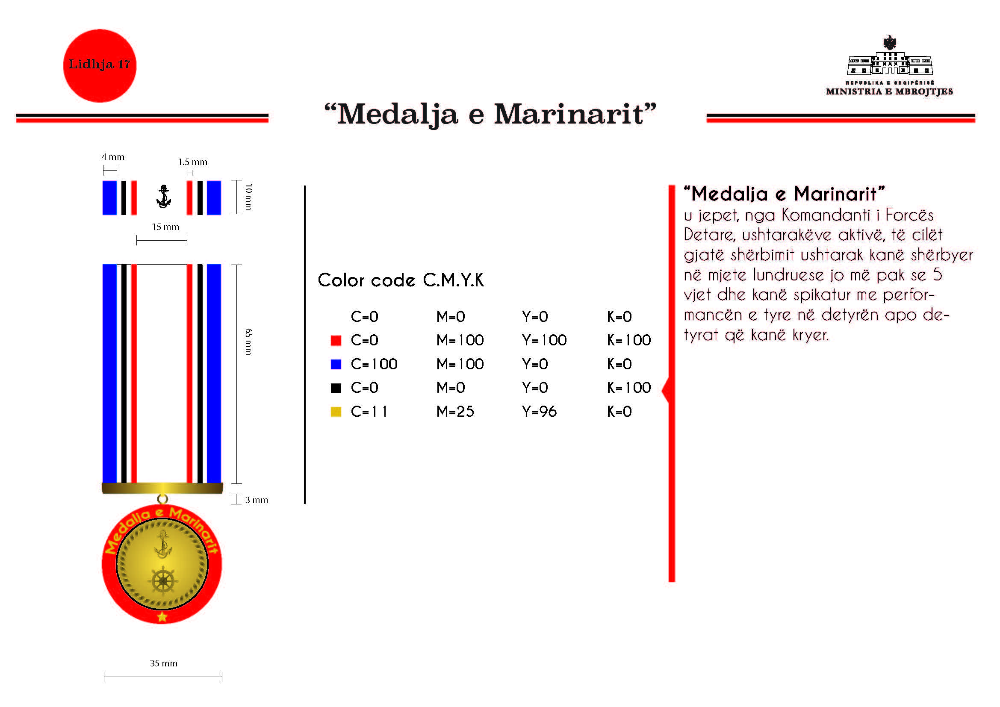 Lidhja 17
REPUBLIKA E SHQIPËRISË
MINISTRIA E MBROJTJES
“Medalja e Marinarit”
4 mm
1.5 mm
10 mm
15 mm
65 mm
3 mm
Medalja e Marinarit
35 mm
Color code C.M.Y.K
C=0 M=0 Y=0 K=0
C=0 M=100 Y=100 K=100
C=100 M=100 Y=0 K=0
C=0 M=0 Y=0 K=100
C=11 M=25 Y=96 K=0
“Medalja e Marinarit”
u jepet, nga Komandanti i Forcës
Detare, ushtarakëve aktivë, të cilët
gjatë shërbimit ushtarak kanë shërbyer
në mjete lundruese jo më pak se 5
vjet dhe kanë spikatur me perfor-
mancën e tyre në detyrën apo de-
tyrat që kanë kryer.